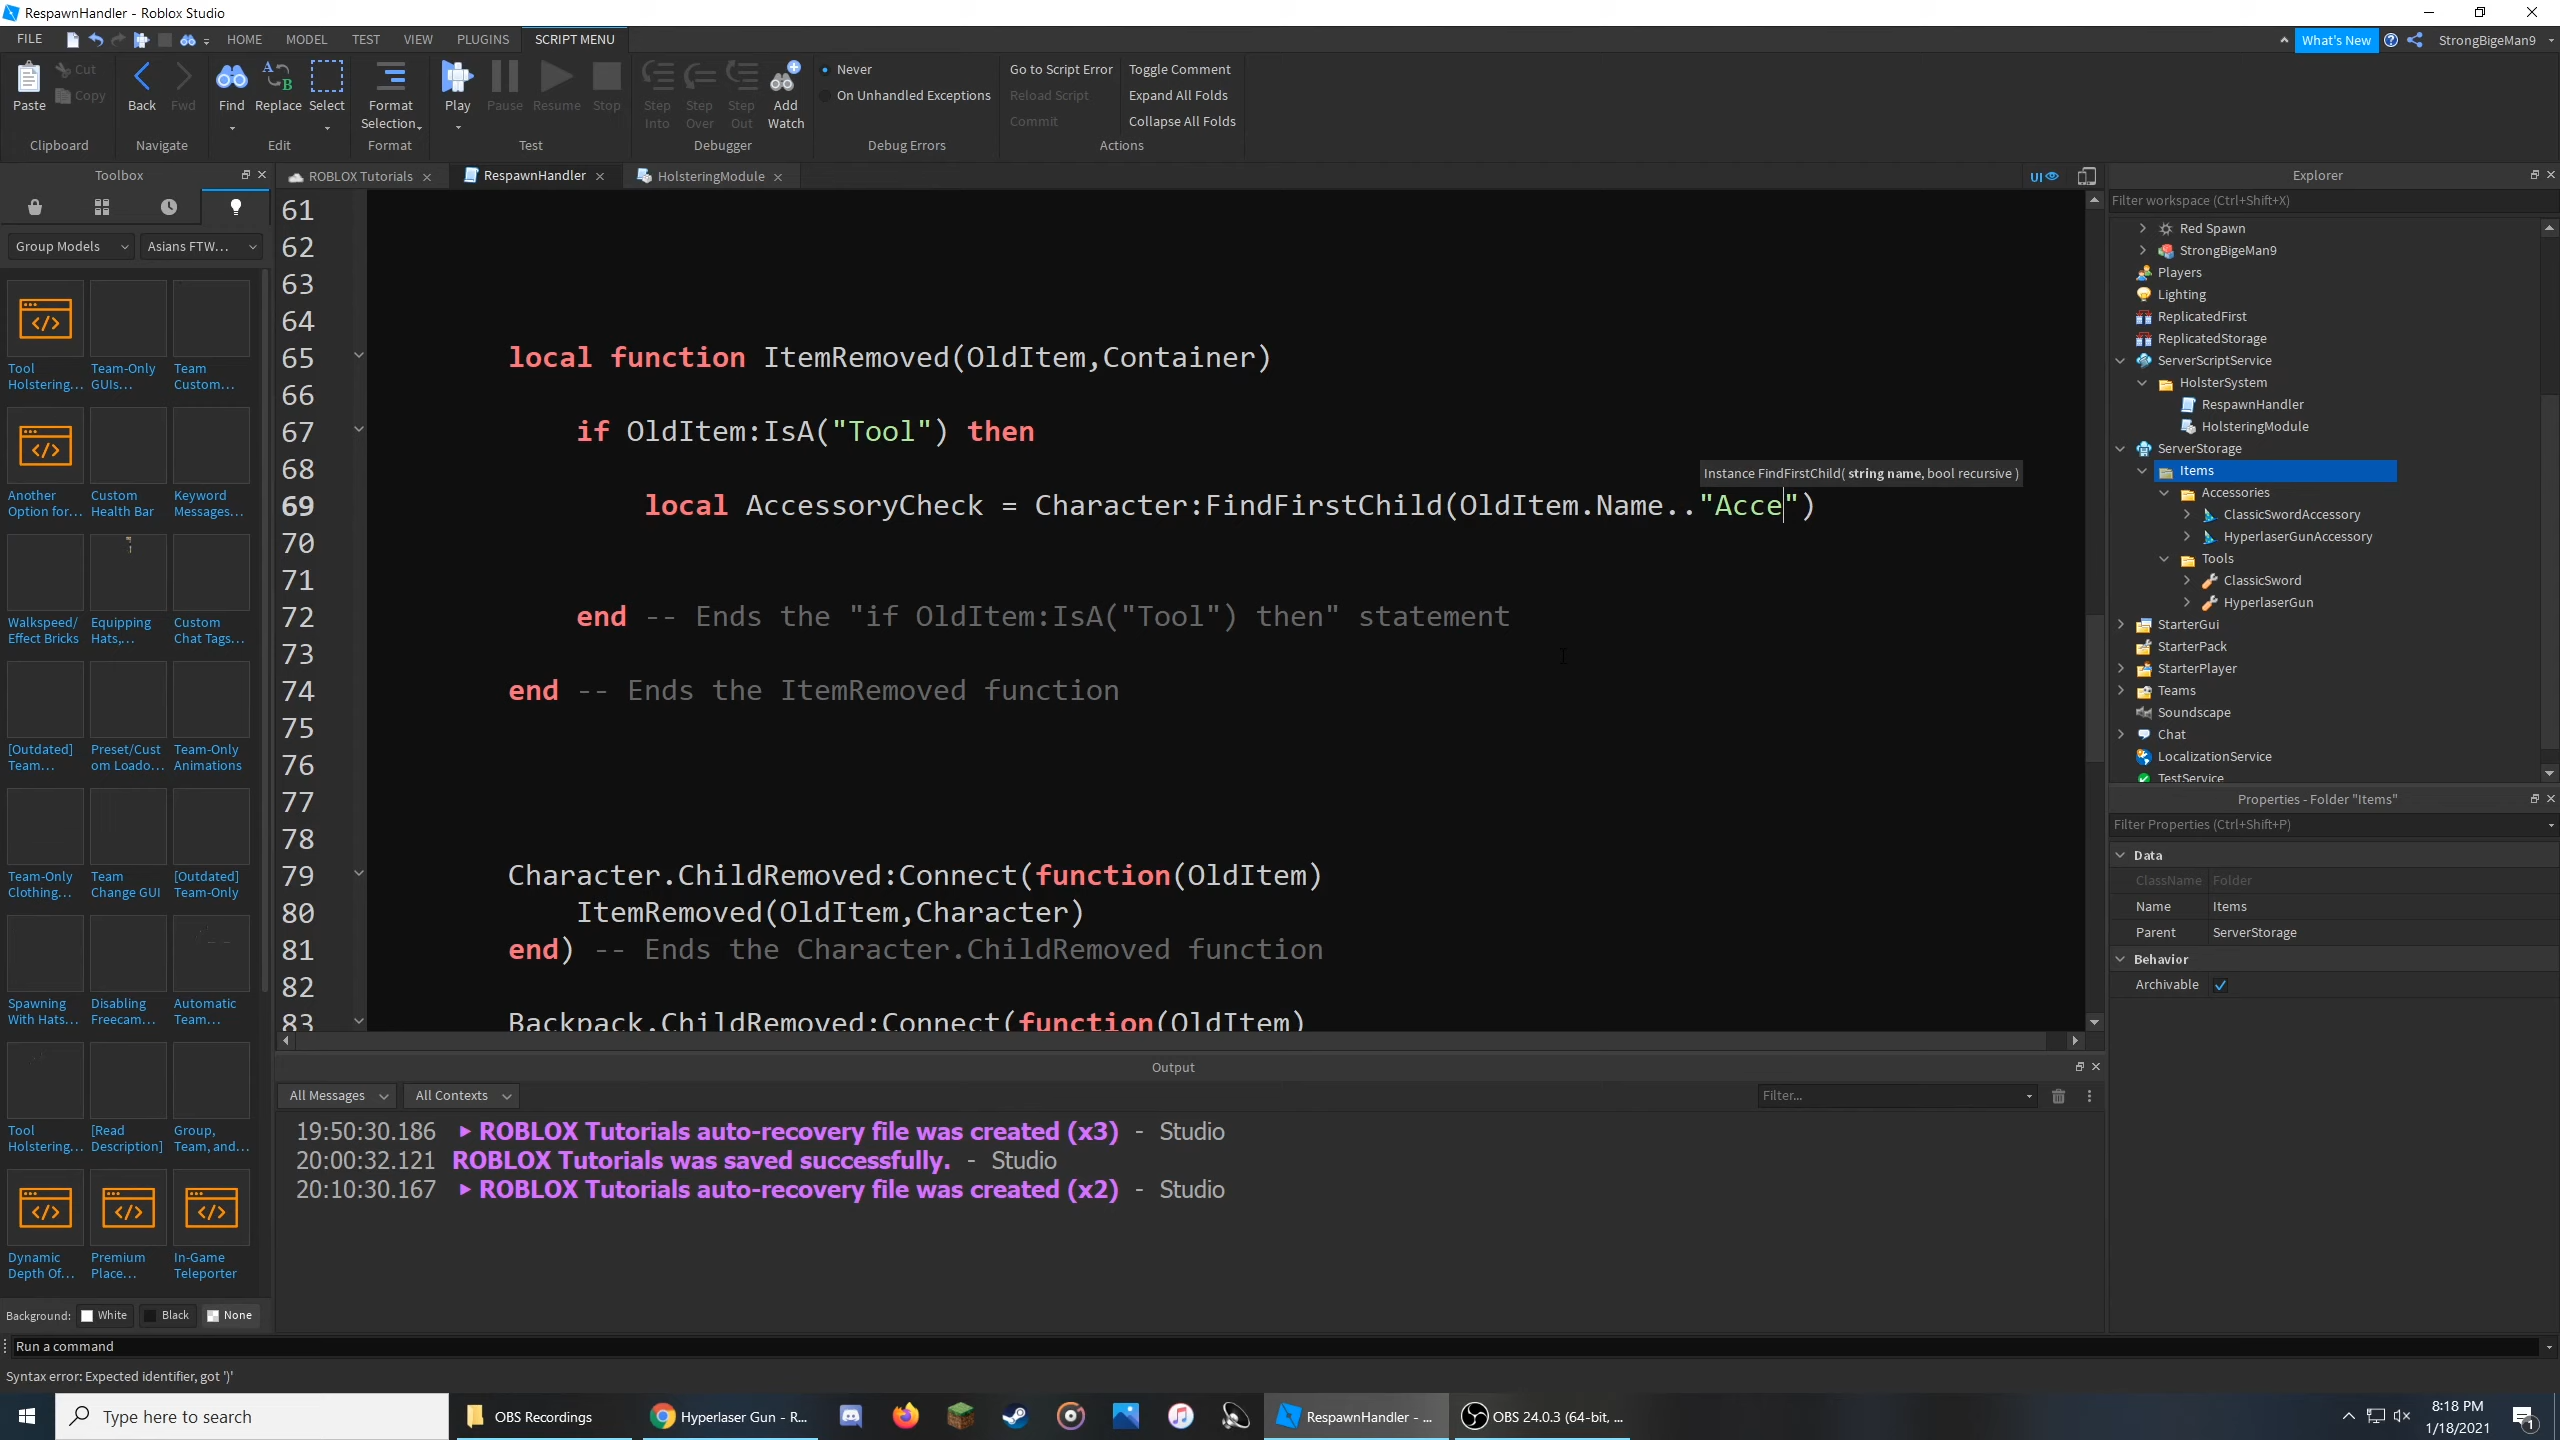 RespawnHandler - Roblox Studio
FILE HOME MODEL TEST VIEW PLUGINS SCRIPT MENU What's New StrongBigeMan9
Paste Cut Copy Clipboard
Back Fwd Navigate
Find Replace Select Edit
Format Selection Format
Play Pause Resume Stop Test
Step Into Step Over Step Out Add Watch Debugger
Never
On Unhandled Exceptions
Debug Errors
Go to Script Error
Reload Script
Commit
Toggle Comment
Expand All Folds
Collapse All Folds
Actions
Toolbox
Group Models Asians FTW...
Tool Holstering... Team-Only GUIs... Team Custom...
Another Option for... Custom Health Bar Keyword Messages...
Walkspeed/ Effect Bricks Equipping Hats,... Custom Chat Tags...
[Outdated] Team... Preset/Cust om Loado... Team-Only Animations
Team-Only Clothing,... Team Change GUI [Outdated] Team-Only
Spawning With Hats... Disabling Freecam... Automatic Team...
Tool Holstering... [Read Description] Group, Team, and...
Dynamic Depth Of... Premium Place... In-Game Teleporter
Background: White Black None
ROBLOX Tutorials RespawnHandler HolsteringModule UI
61
62
63
64
65 local function ItemRemoved(OldItem,Container)
66
67 if OldItem:IsA("Tool") then
68
Instance FindFirstChild( string name, bool recursive )
69 local AccessoryCheck = Character:FindFirstChild(OldItem.Name.."Acce")
70
71
72 end -- Ends the "if OldItem:IsA("Tool") then" statement
73
74 end -- Ends the ItemRemoved function
75
76
77
78
79 Character.ChildRemoved:Connect(function(OldItem)
80 ItemRemoved(OldItem,Character)
81 end) -- Ends the Character.ChildRemoved function
82
83 Backpack.ChildRemoved:Connect(function(OldItem)
Output
All Messages All Contexts Filter...
19:50:30.186 ROBLOX Tutorials auto-recovery file was created (x3) - Studio
20:00:32.121 ROBLOX Tutorials was saved successfully. - Studio
20:10:30.167 ROBLOX Tutorials auto-recovery file was created (x2) - Studio
Explorer
Filter workspace (Ctrl+Shift+X)
Red Spawn
StrongBigeMan9
Players
Lighting
ReplicatedFirst
ReplicatedStorage
ServerScriptService
HolsterSystem
RespawnHandler
HolsteringModule
ServerStorage
Items
Accessories
ClassicSwordAccessory
HyperlaserGunAccessory
Tools
ClassicSword
HyperlaserGun
StarterGui
StarterPack
StarterPlayer
Teams
Soundscape
Chat
LocalizationService
TestService
Properties - Folder "Items"
Filter Properties (Ctrl+Shift+P)
Data
ClassName Folder
Name Items
Parent ServerStorage
Behavior
Archivable
Run a command
Syntax error: Expected identifier, got ')'
Type here to search OBS Recordings Hyperlaser Gun - R... RespawnHandler - ... OBS 24.0.3 (64-bit, ... 8:18 PM
1/18/2021
1